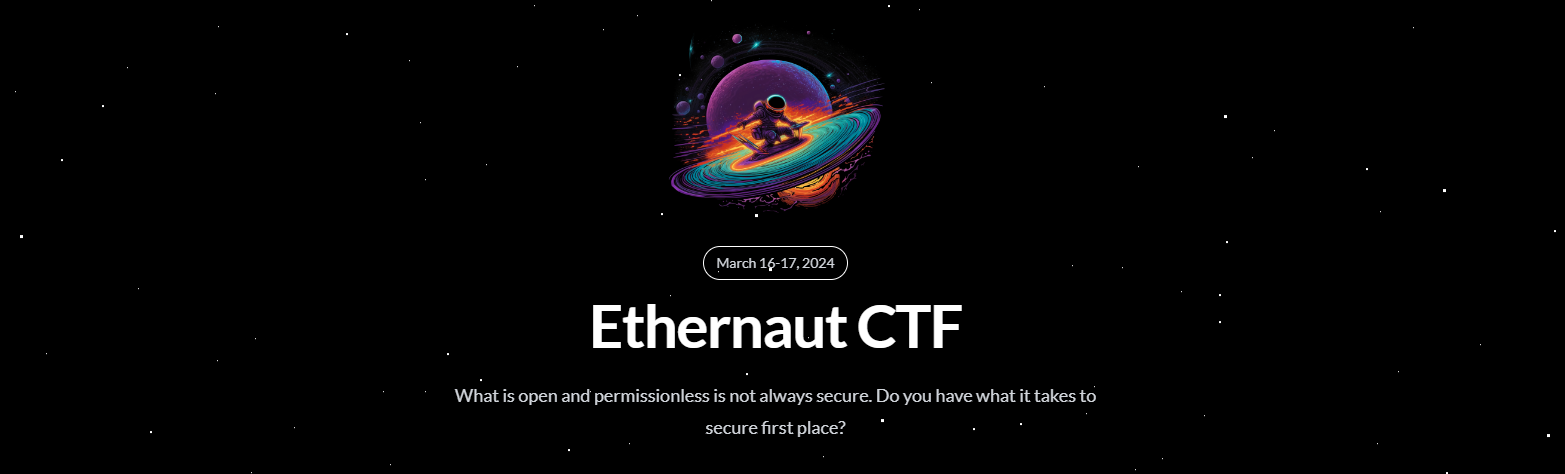 March 16-17, 2024
Ethernaut CTF
What is open and permissionless is not always secure. Do you have what it takes to
secure first place?